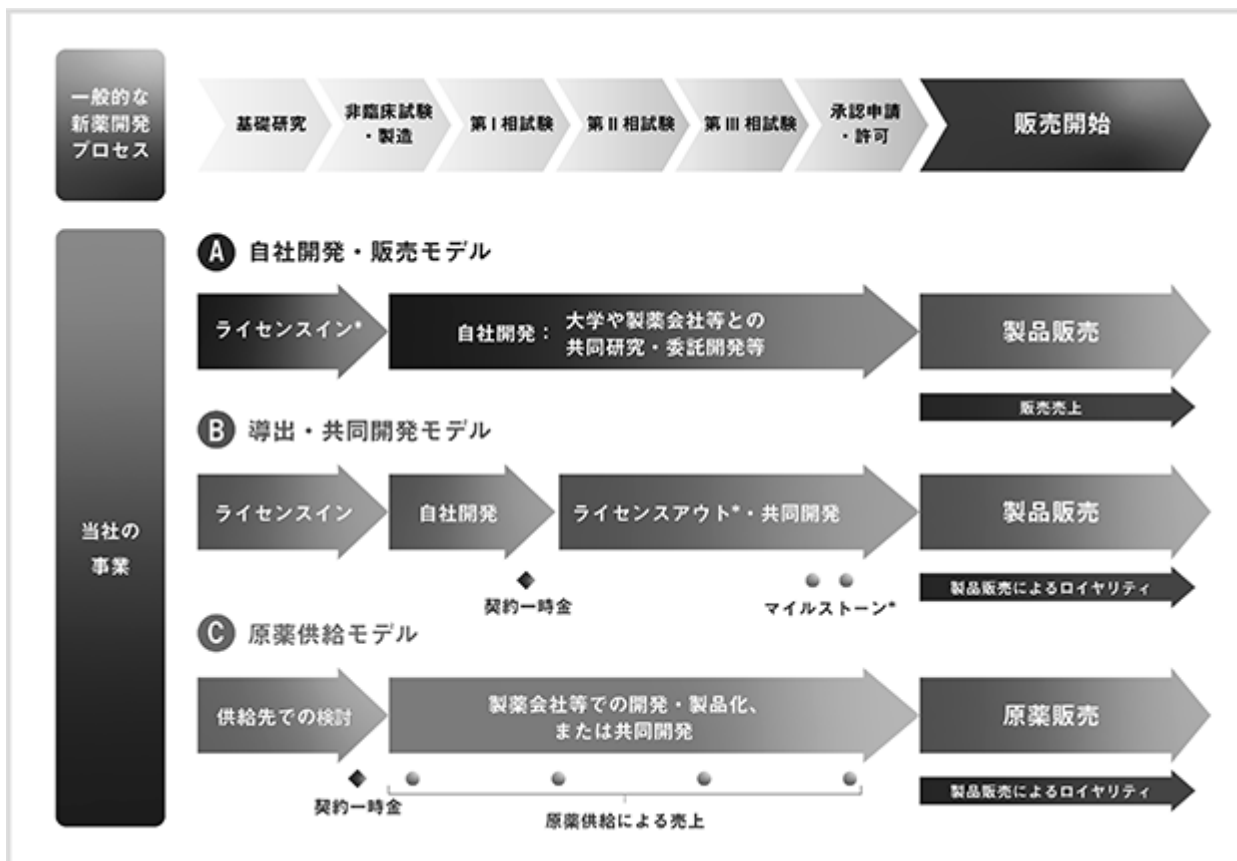 一般的な
新薬開発
プロセス
基礎研究
非臨床試験
・製造
第Ⅰ相試験
第Ⅱ相試験
第Ⅲ相試験
承認申請
・許可
販売開始
当社の
事業
A 自社開発・販売モデル
ライセンスイン*
自社開発：
大学や製薬会社等との
共同研究・委託開発等
製品販売
販売売上
B 導出・共同開発モデル
ライセンスイン
自社開発
ライセンスアウト*・共同開発
製品販売
契約一時金
マイルストーン*
製品販売によるロイヤリティ
C 原薬供給モデル
供給先での検討
製薬会社等での開発・製品化、
または共同開発
原薬販売
契約一時金
原薬供給による売上
製品販売によるロイヤリティ